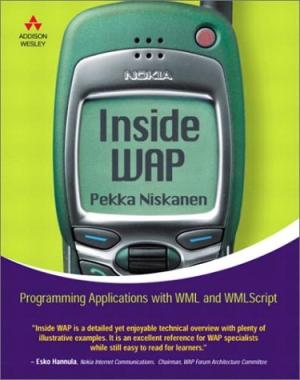 ADDISON
WESLEY
NOKIA
Inside
WAP
Pekka Niskanen
Programming Applications with WML and WMLScript
"Inside WAP is a detailed yet enjoyable technical overview with plenty of
illustrative examples. It is an excellent reference for WAP specialists
while still easy to read for learners."
– Esko Hannula, Nokia Internet Communications. Chairman, WAP Forum Architecture Committee